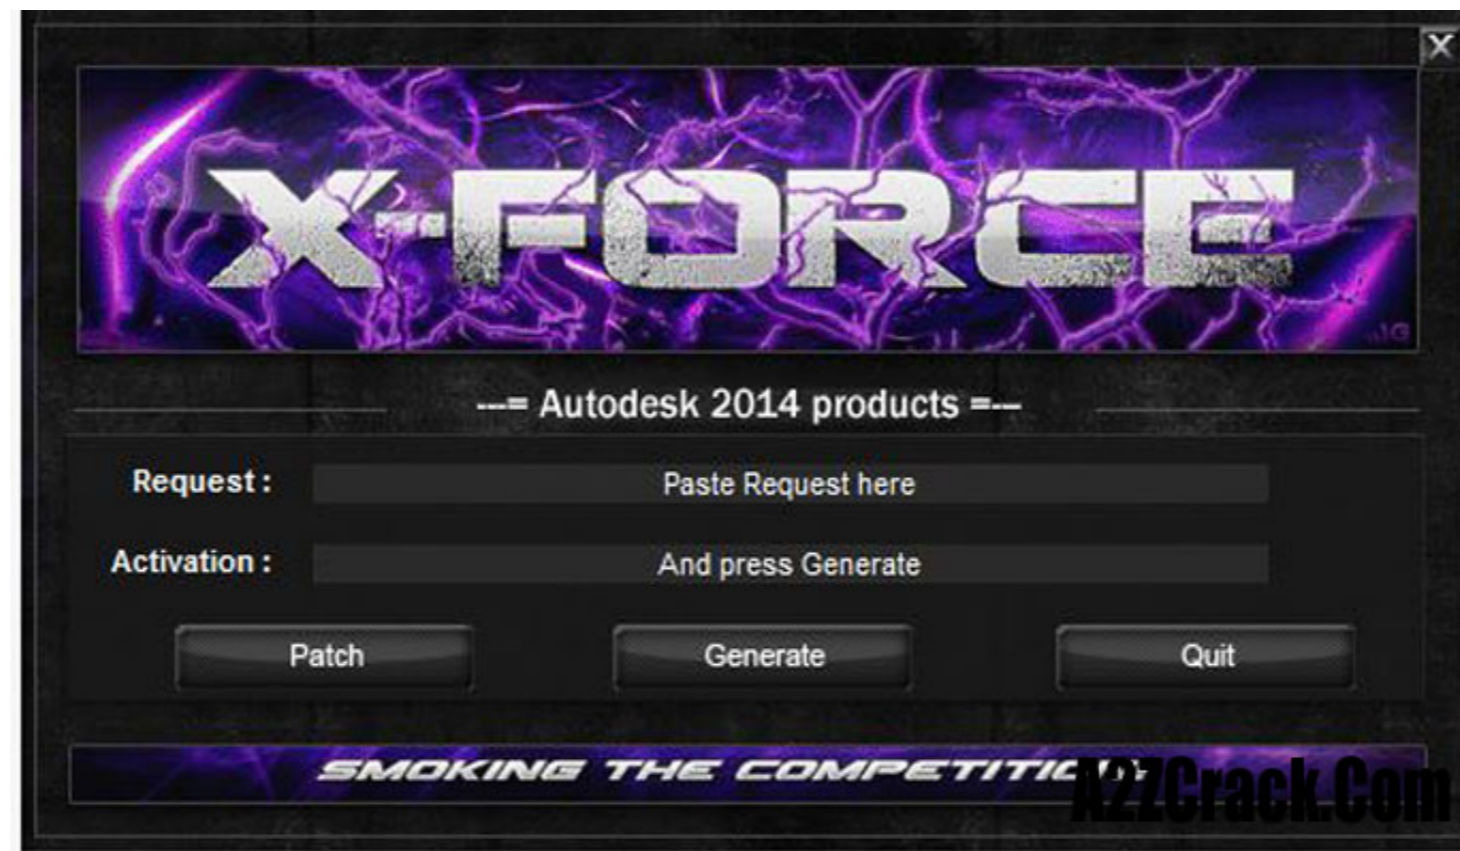 X
X-FORCE
...IG
---= Autodesk 2014 products =---
Request :
Paste Request here
Activation :
And press Generate
Patch
Generate
Quit
SMOKING THE
A2ZCrack.Com